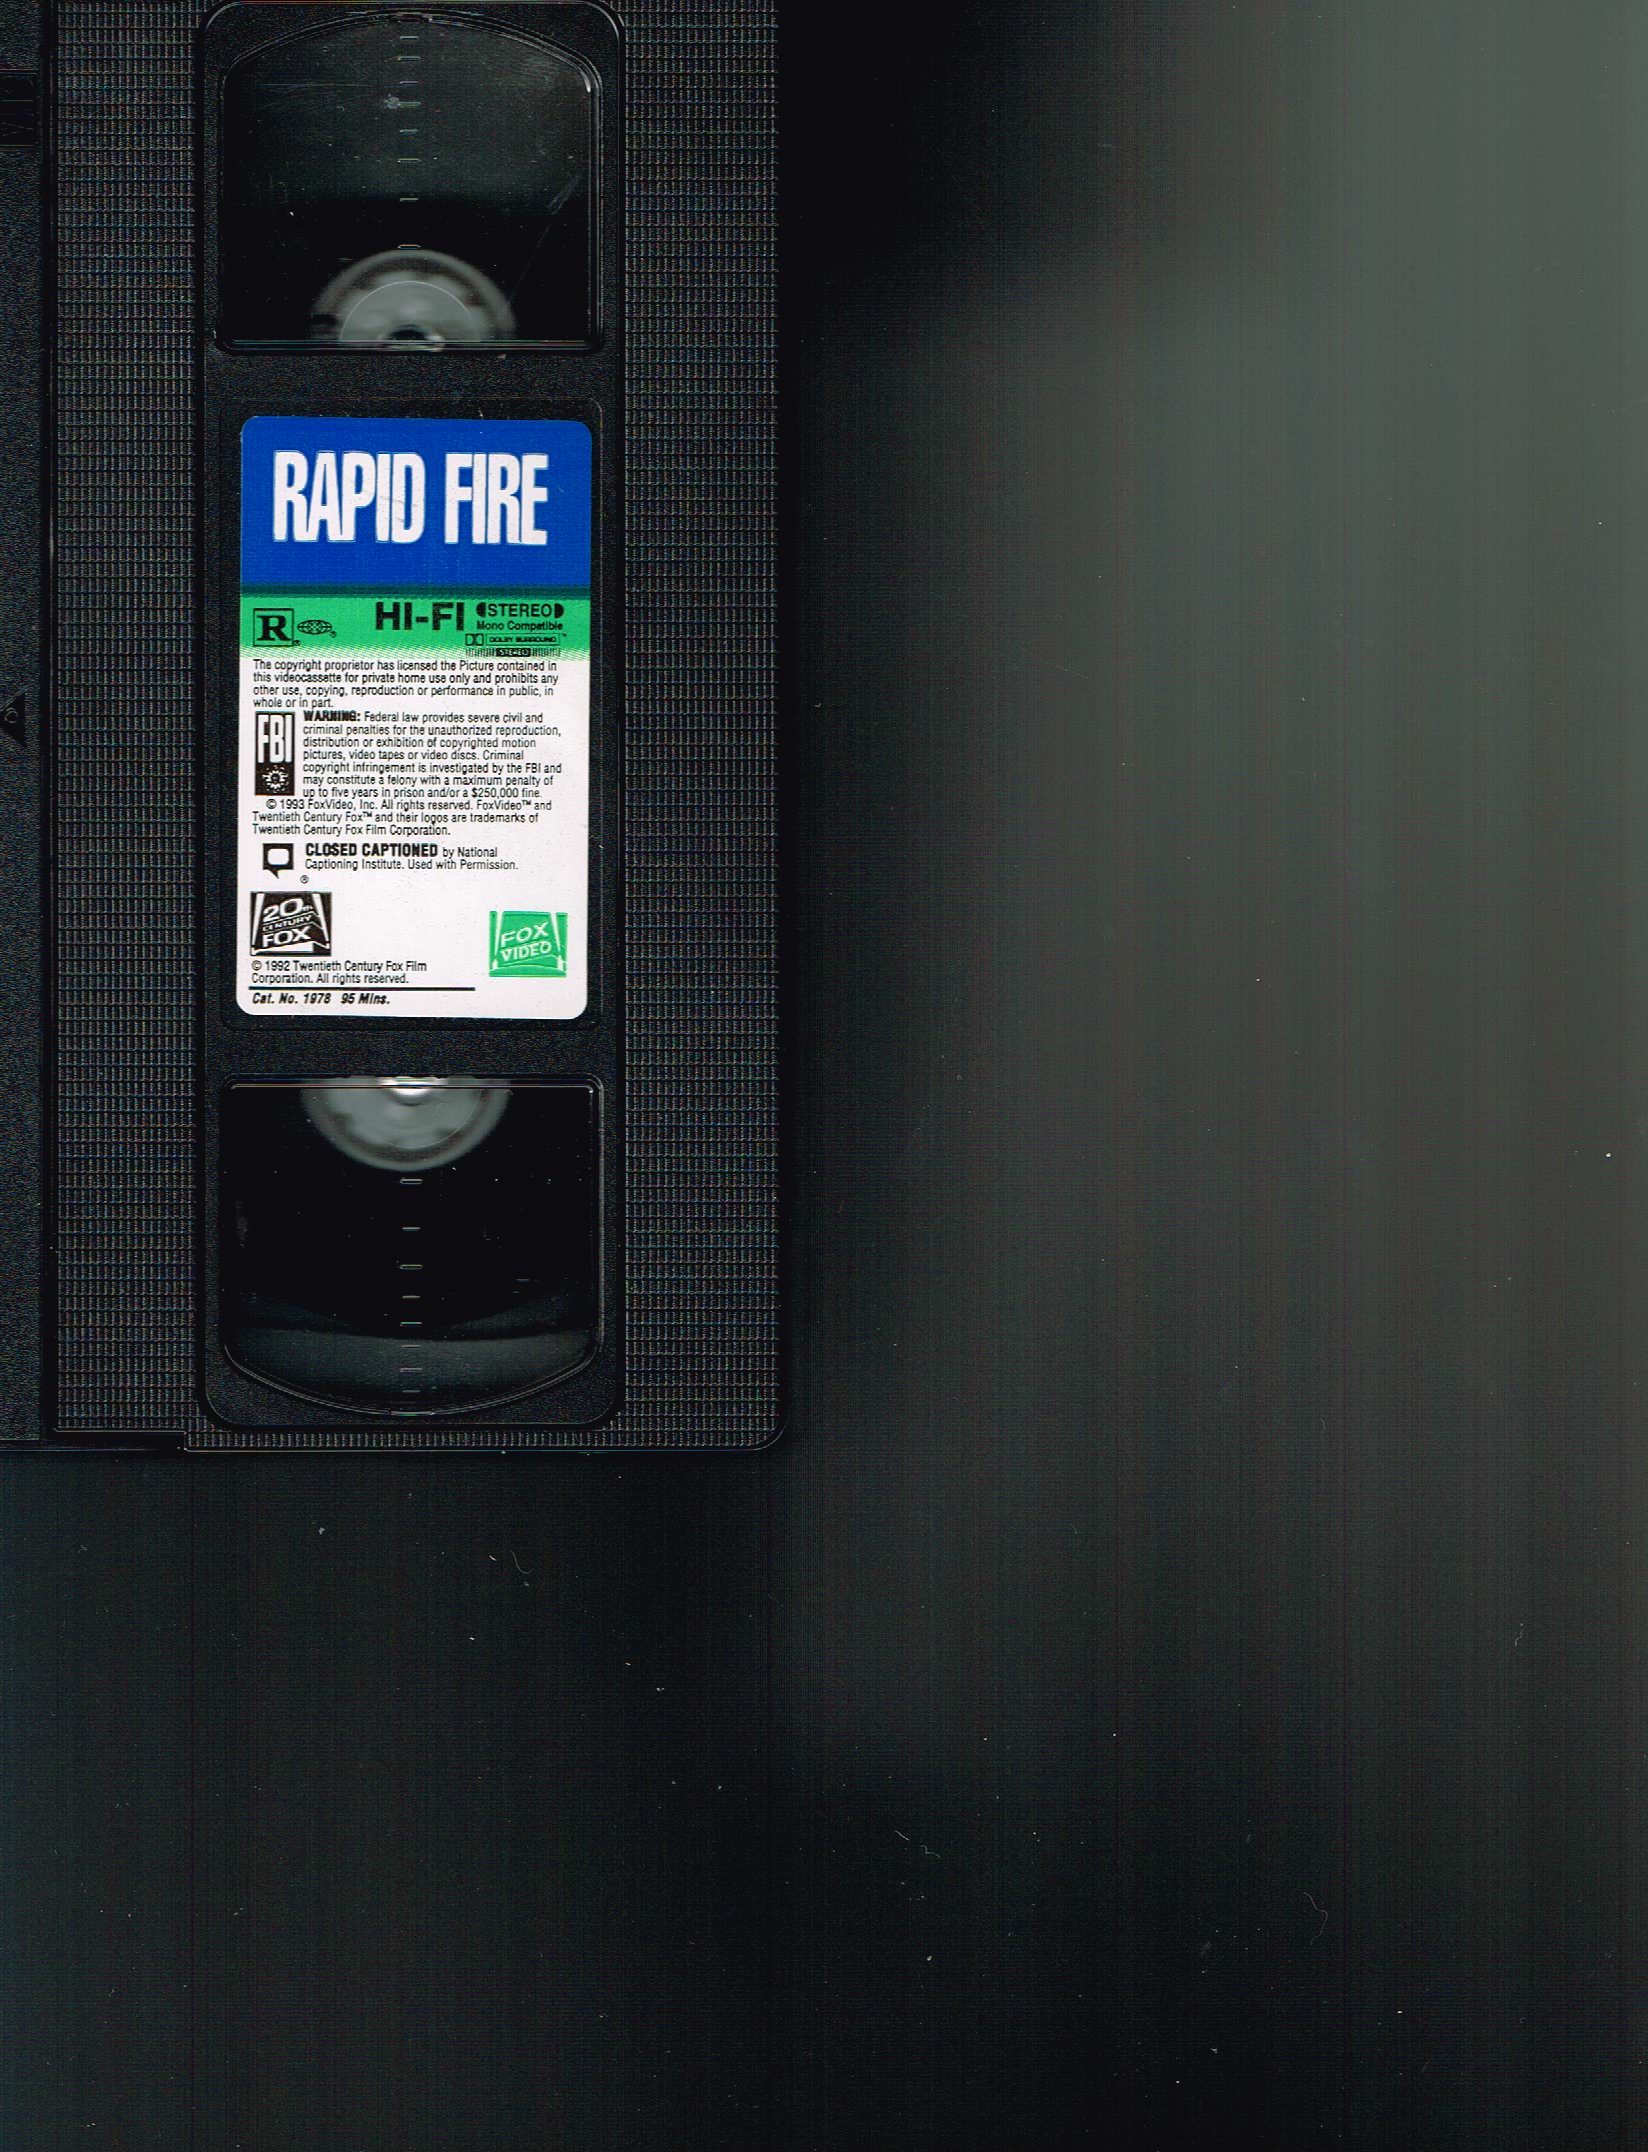 RAPID FIRE
R ®
HI-FI STEREO
Mono Compatible
DOLBY SURROUND ™
STEREO
The copyright proprietor has licensed the Picture contained in
this videocassette for private home use only and prohibits any
other use, copying, reproduction or performance in public, in
whole or in part.
FBI WARNING: Federal law provides severe civil and
criminal penalties for the unauthorized reproduction,
distribution or exhibition of copyrighted motion
pictures, video tapes or video discs. Criminal
copyright infringement is investigated by the FBI and
may constitute a felony with a maximum penalty of
up to five years in prison and/or a $250,000 fine.
© 1993 FoxVideo, Inc. All rights reserved. FoxVideo™ and
Twentieth Century Fox™ and their logos are trademarks of
Twentieth Century Fox Film Corporation.
CLOSED CAPTIONED by National
Captioning Institute. Used with Permission.
®
20th
CENTURY
FOX
FOX
VIDEO
© 1992 Twentieth Century Fox Film
Corporation. All rights reserved.
Cat. No. 1978 95 Mins.